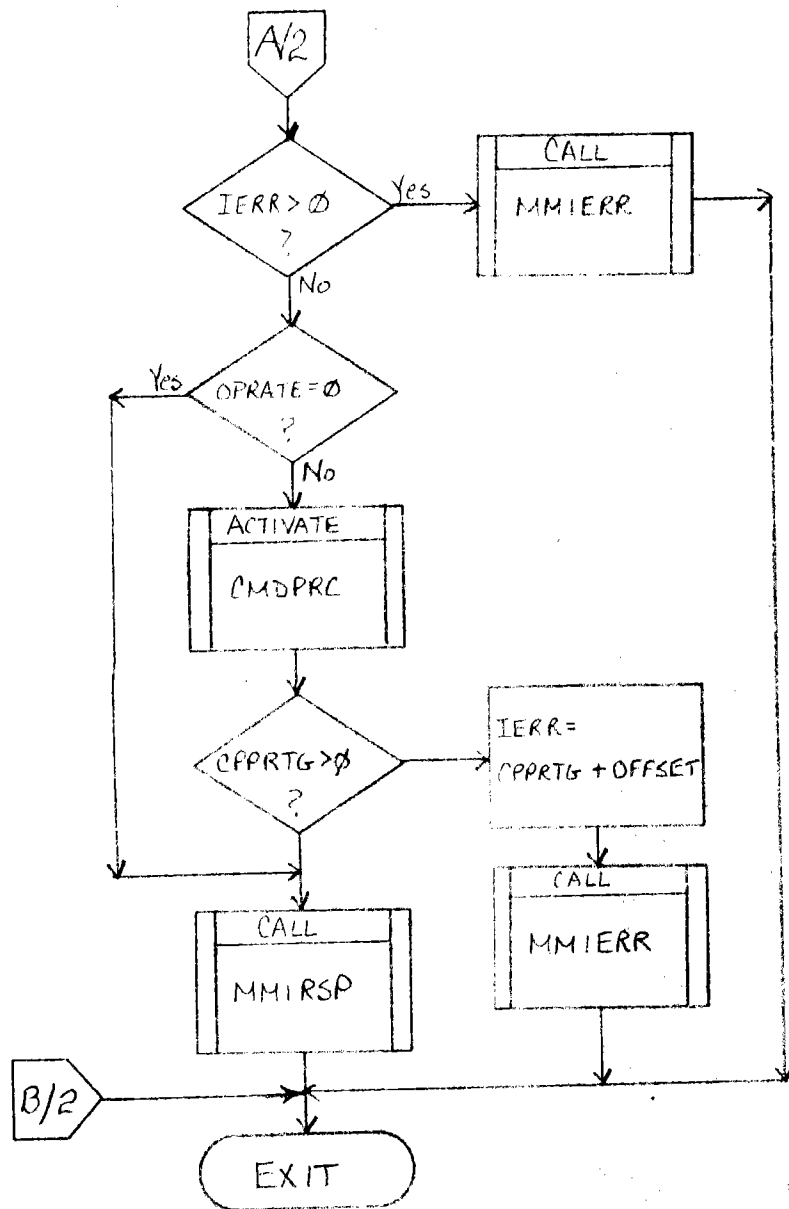 A/2
IERR > Ø
?
Yes
CALL
MMIERR
No
OPRATE = Ø
?
Yes
No
ACTIVATE
CMDPRC
CPPRTG > Ø
?
IERR =
CPPRTG + OFFSET
CALL
MMIERR
CALL
MMIRSP
B/2
EXIT